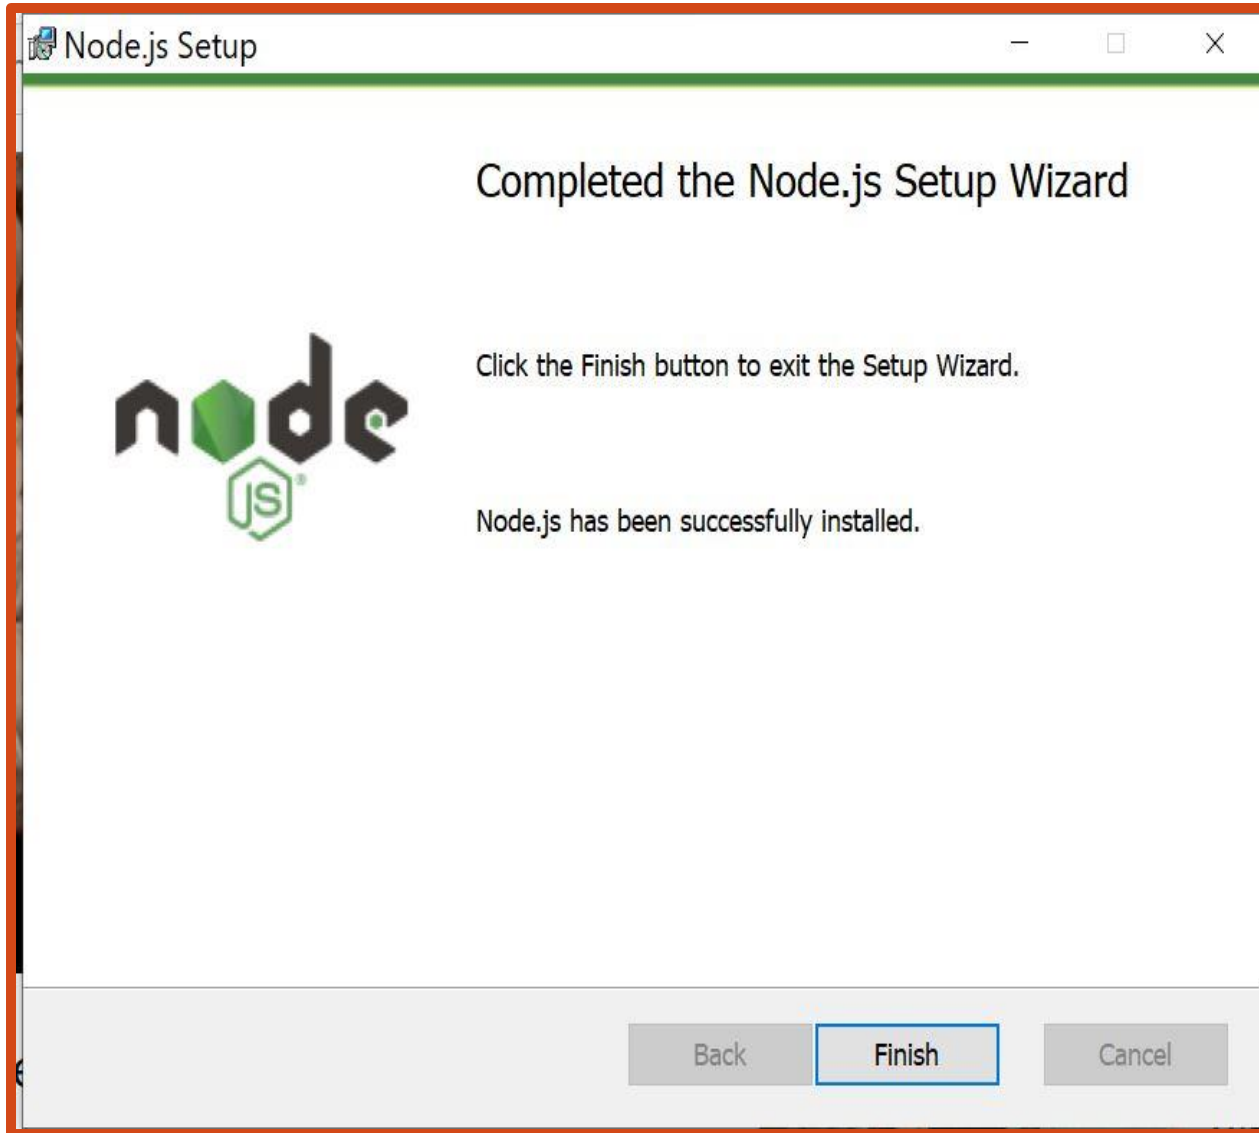 Node.js Setup
Completed the Node.js Setup Wizard
Click the Finish button to exit the Setup Wizard.
node
JS®
Node.js has been successfully installed.
Back
Finish
Cancel